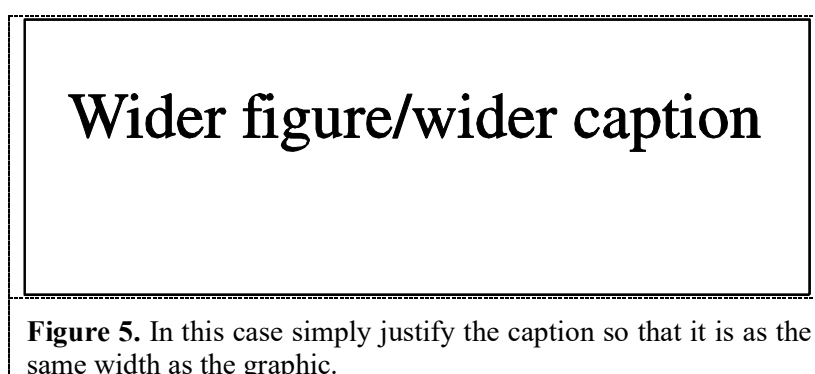 Wider figure/wider caption
Figure 5. In this case simply justify the caption so that it is as the
same width as the graphic.